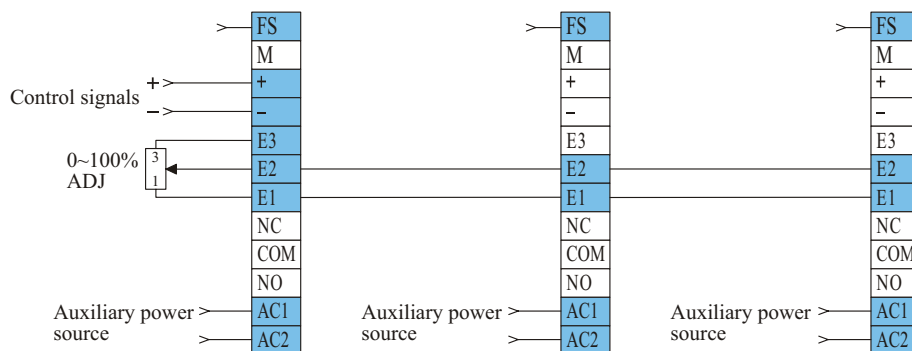 FS
M
+
−
E3
E2
E1
NC
COM
NO
AC1
AC2
Control signals
+
−
0~100%
ADJ
3
1
Auxiliary power
source
FS
M
+
−
E3
E2
E1
NC
COM
NO
AC1
AC2
Auxiliary power
source
FS
M
+
−
E3
E2
E1
NC
COM
NO
AC1
AC2
Auxiliary power
source